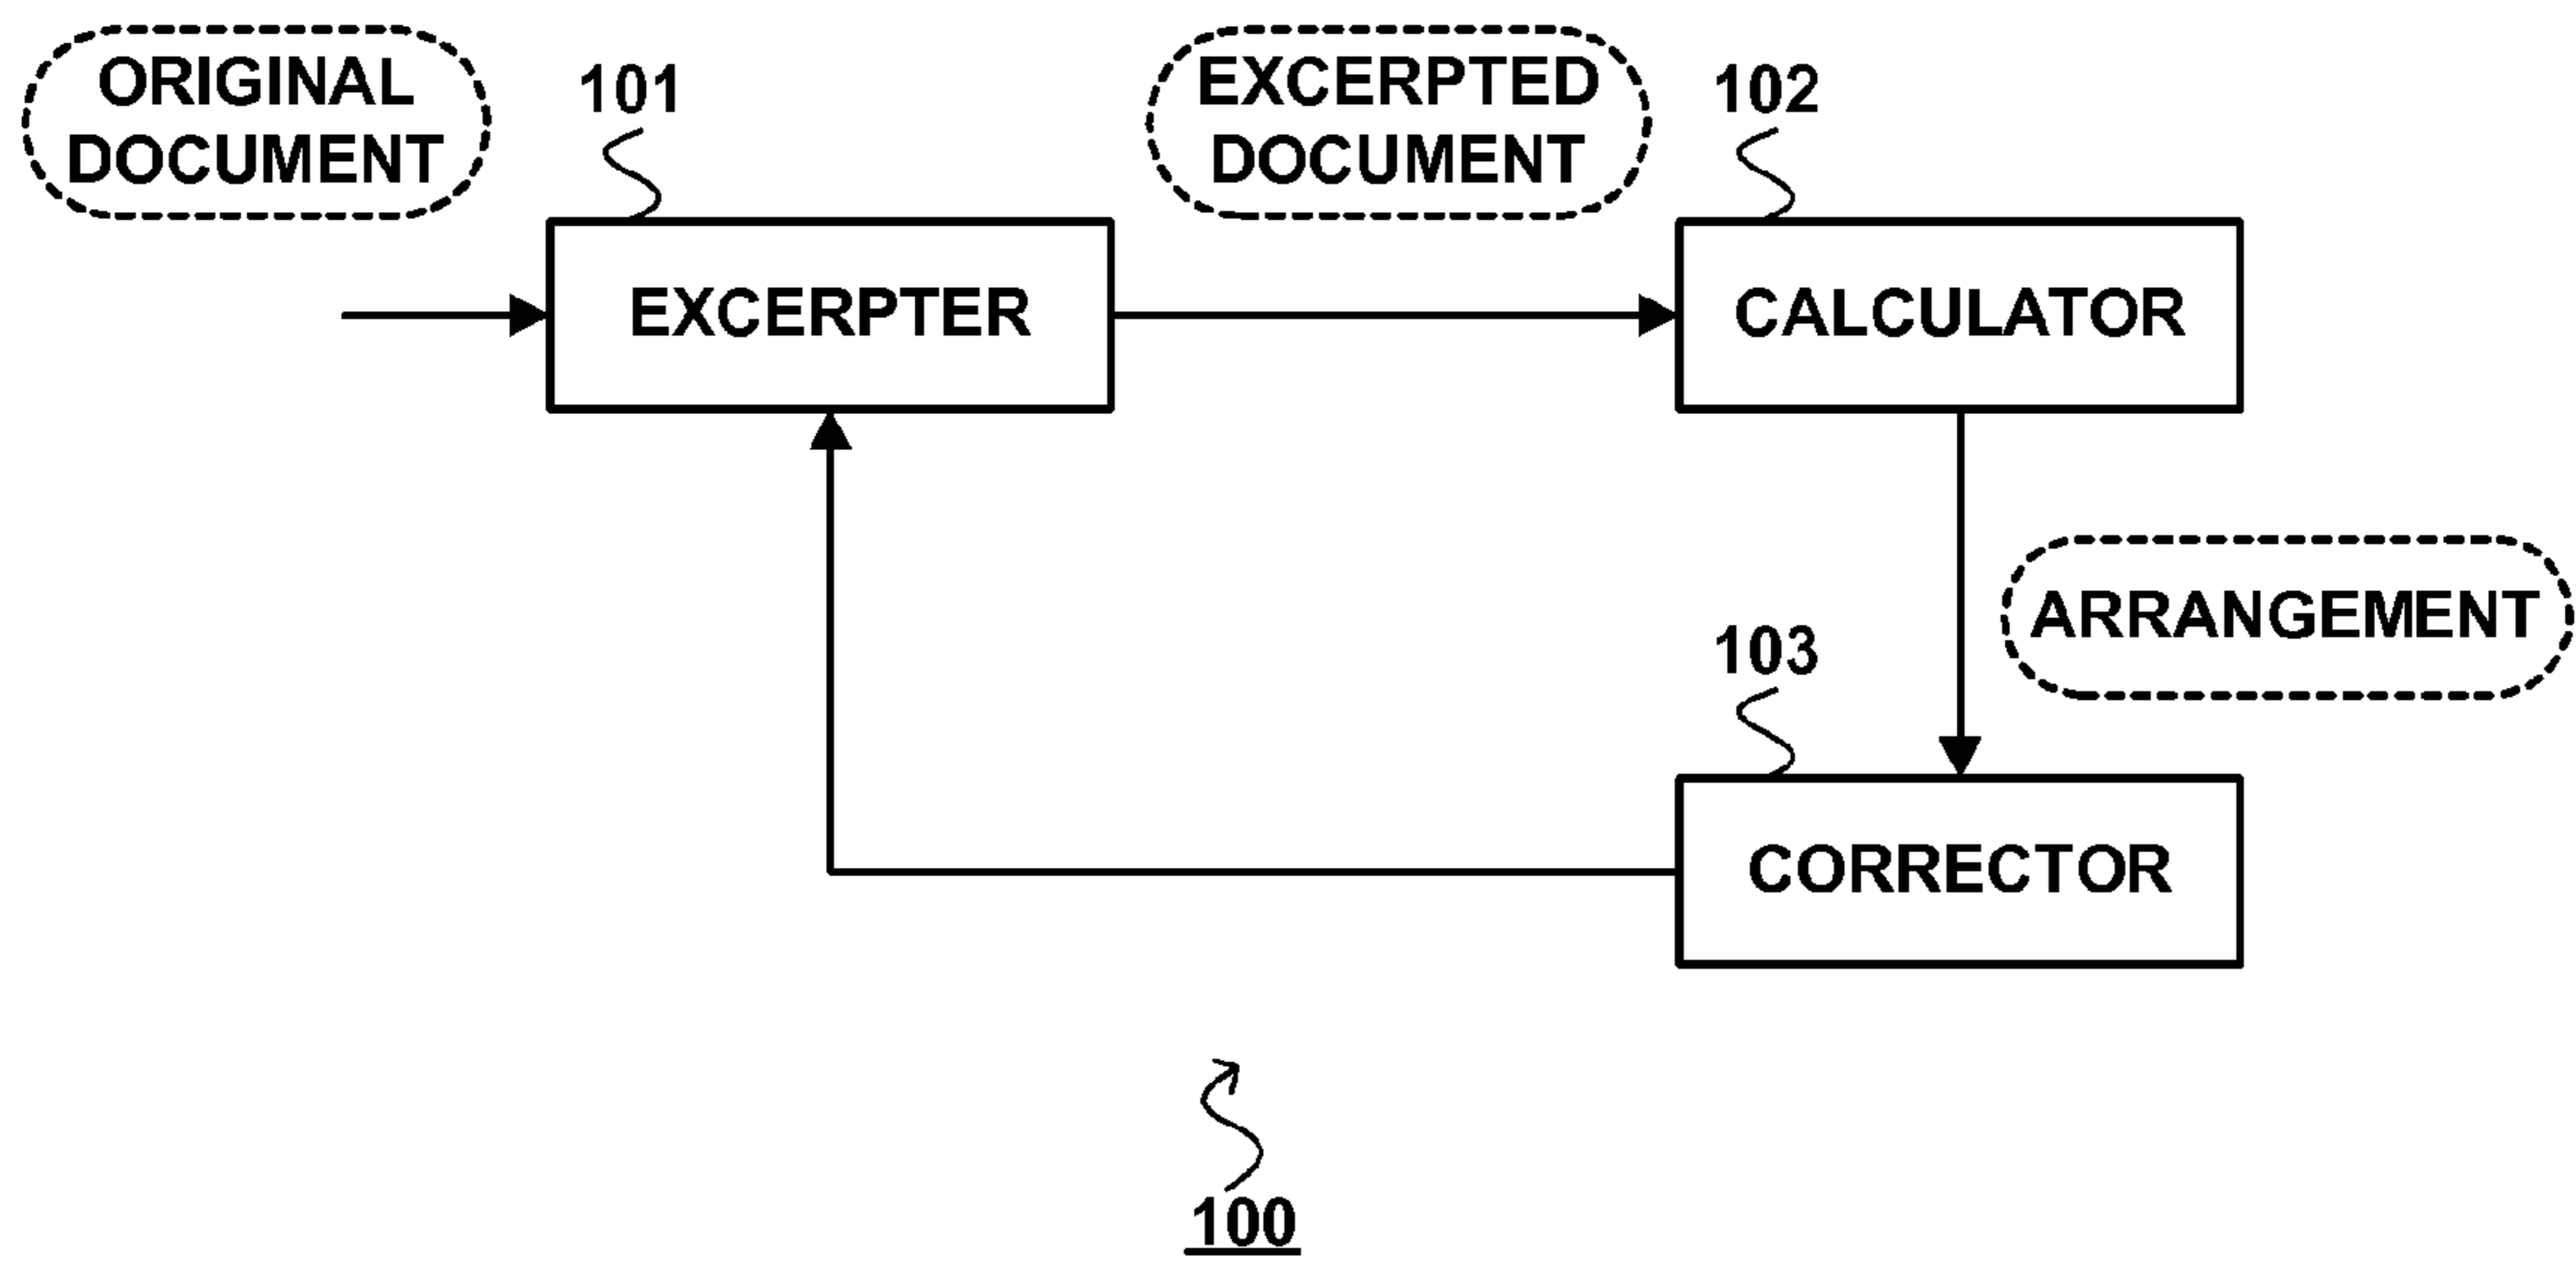 ORIGINAL
DOCUMENT
101
EXCERPTED
DOCUMENT
102
EXCERPTER
CALCULATOR
ARRANGEMENT
103
CORRECTOR
100